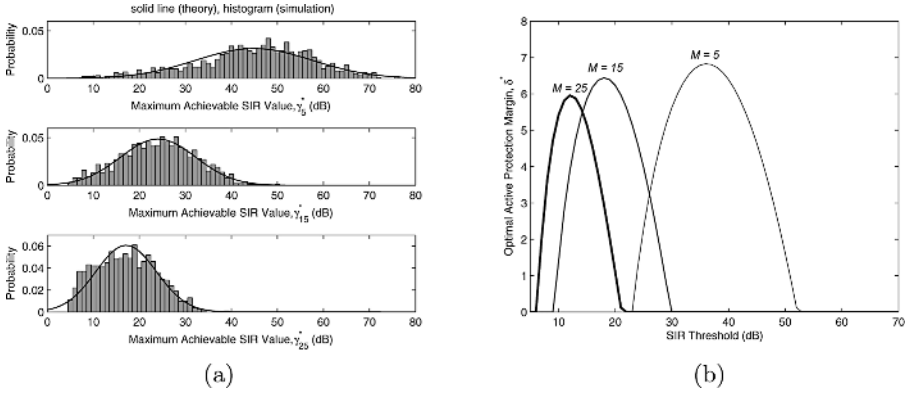 solid line (theory), histogram (simulation)
Probability
0.05
0
0 10 20 30 40 50 60 70 80
Maximum Achievable SIR Value, γ*5 (dB)
Probability
0.05
0
0 10 20 30 40 50 60 70 80
Maximum Achievable SIR Value, γ*15 (dB)
Probability
0.06
0.04
0.02
0
0 10 20 30 40 50 60 70 80
Maximum Achievable SIR Value, γ*25 (dB)
(a)
Optimal Active Protection Margin, δ*
8
7
6
5
4
3
2
1
0
M = 5
M = 15
M = 25
10 20 30 40 50 60 70
SIR Threshold (dB)
(b)